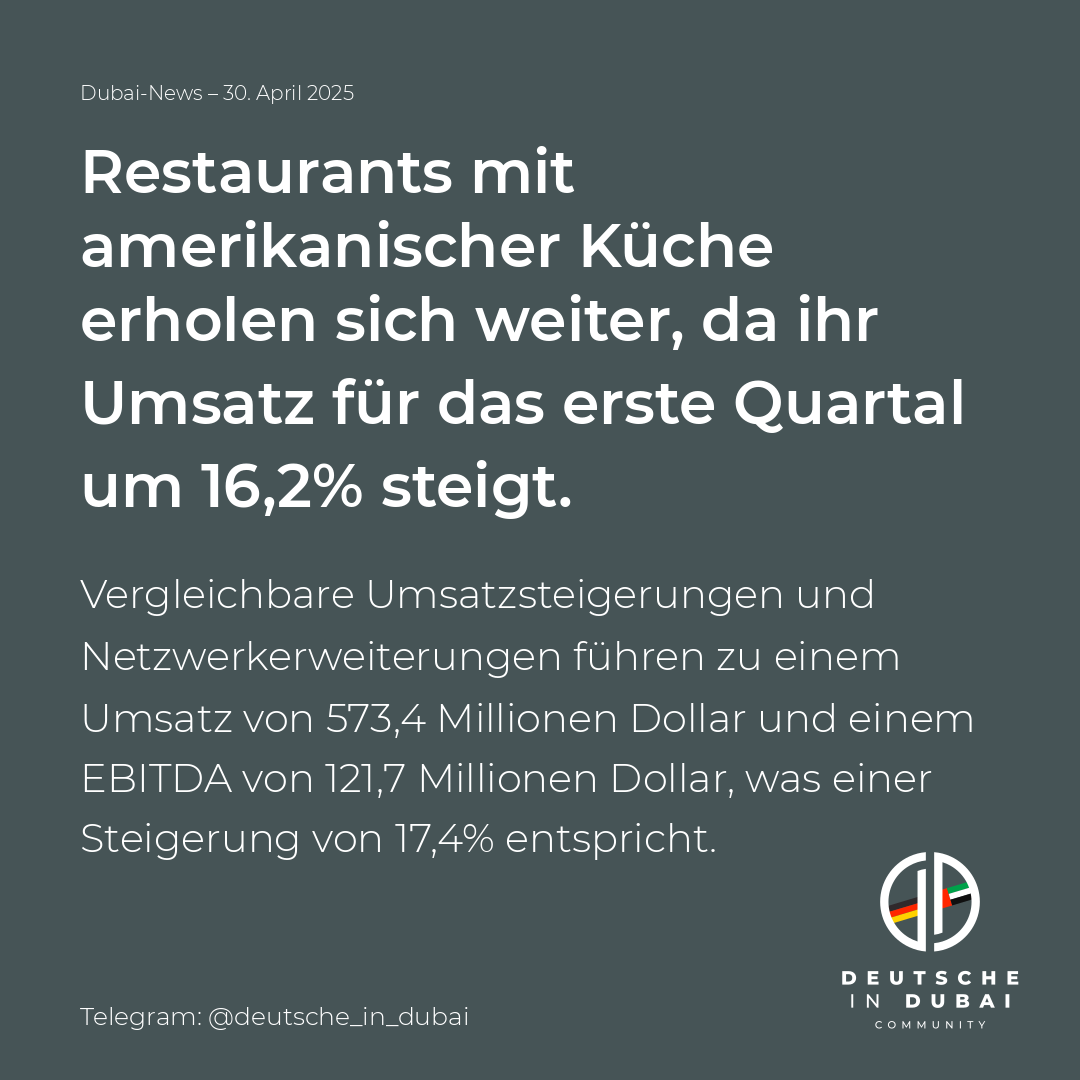 Dubai-News – 30. April 2025
Restaurants mit
amerikanischer Küche
erholen sich weiter, da ihr
Umsatz für das erste Quartal
um 16,2% steigt.
Vergleichbare Umsatzsteigerungen und
Netzwerkerweiterungen führen zu einem
Umsatz von 573,4 Millionen Dollar und einem
EBITDA von 121,7 Millionen Dollar, was einer
Steigerung von 17,4% entspricht.
DEUTSCHE
IN DUBAI
COMMUNITY
Telegram: @deutsche_in_dubai